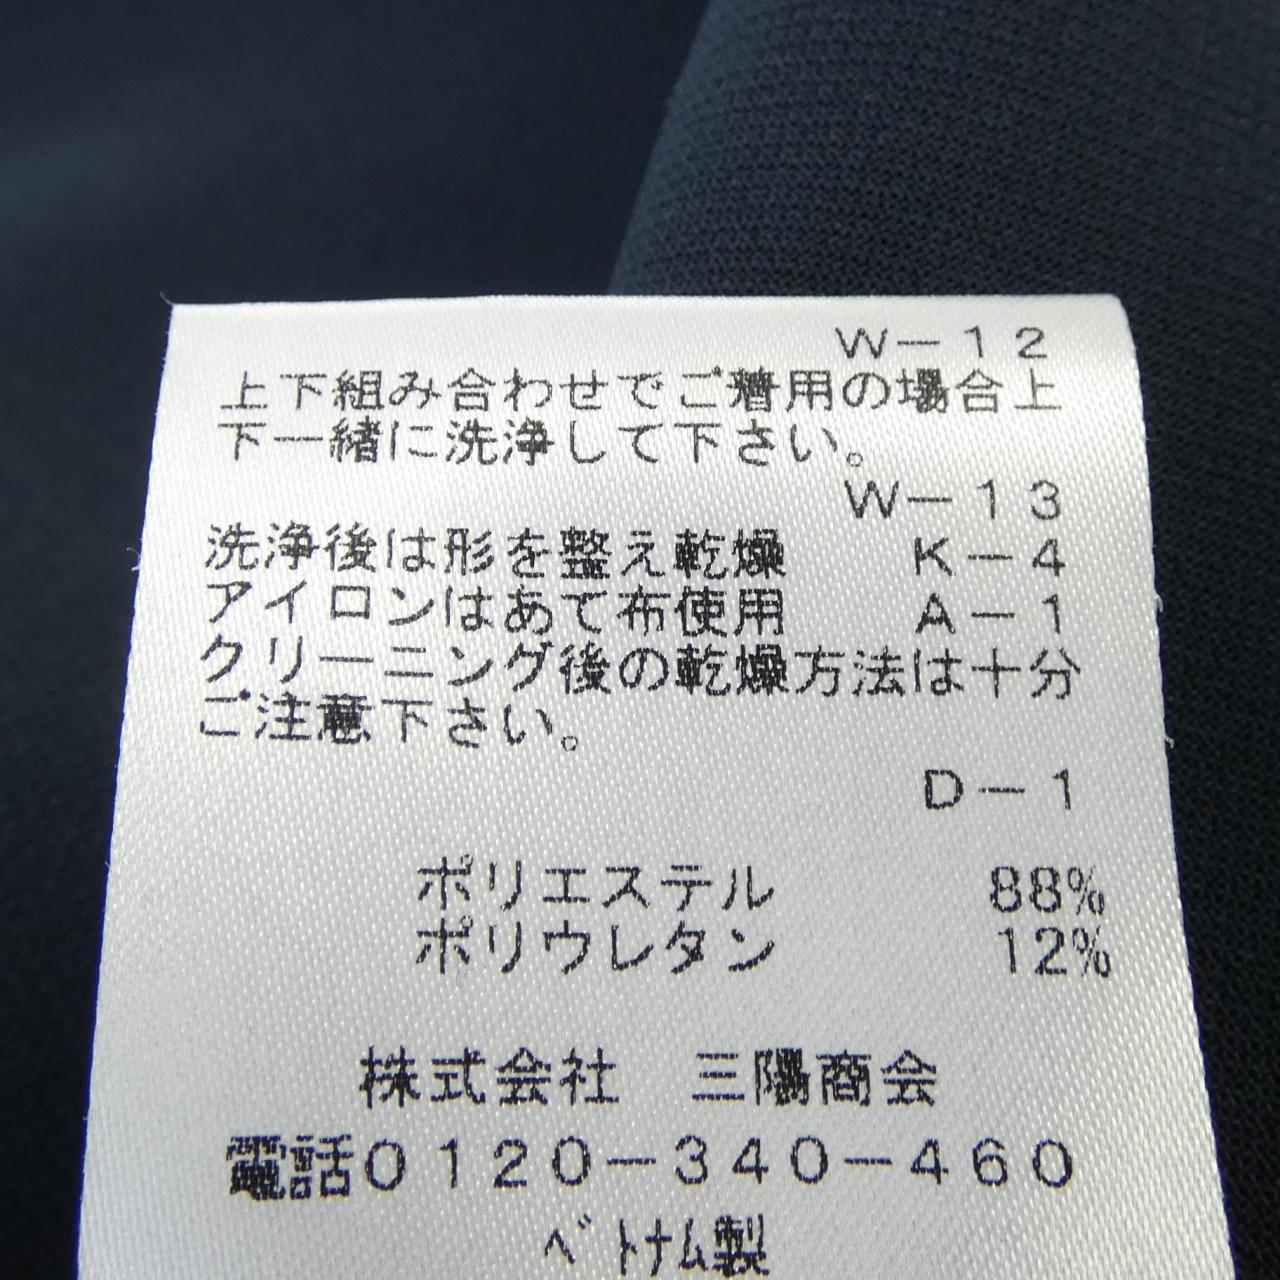 W－12
上下組み合わせでご着用の場合上
下一緒に洗浄して下さい。
W－13
洗浄後は形を整え乾燥 K－4
アイロンはあて布使用 A－1
クリーニング後の乾燥方法は十分
ご注意下さい。
D－1
ポリエステル 88%
ポリウレタン 12%
株式会社 三陽商会
電話0120－340－460
ベトナム製